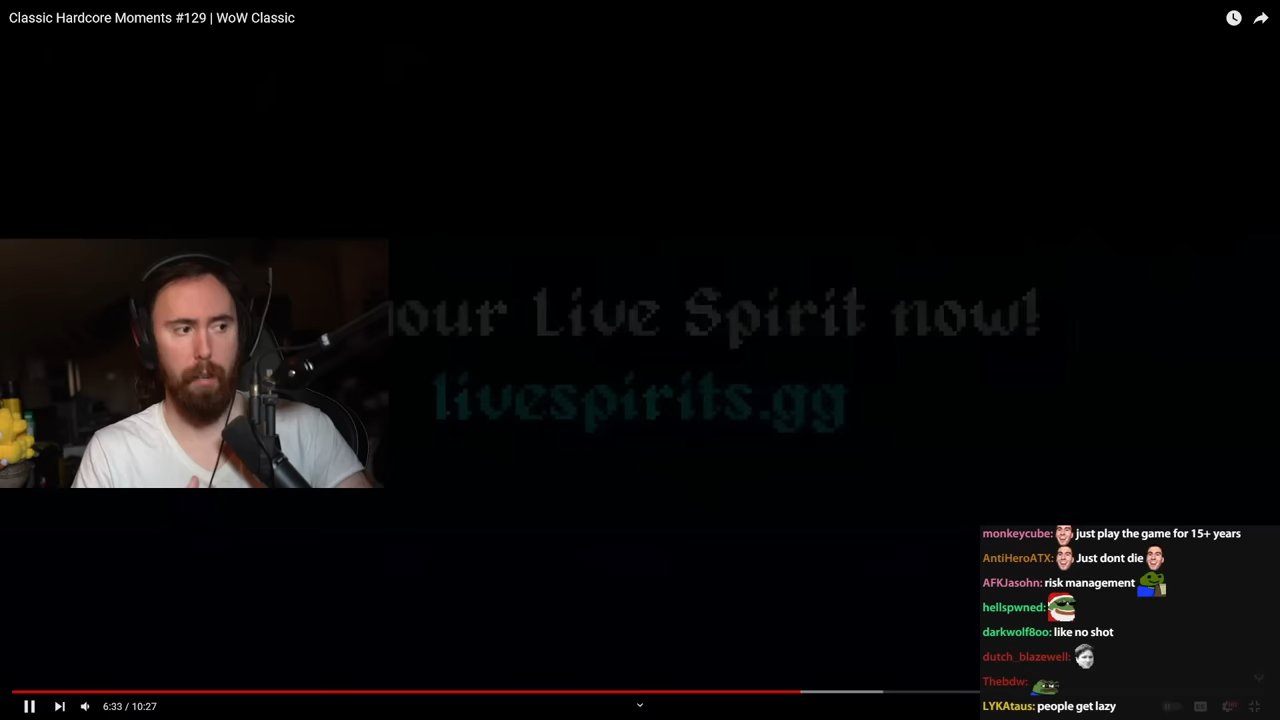 Classic Hardcore Moments #129 | WoW Classic
our Live Spirit now!
livespirits.gg
monkeycube: just play the game for 15+ years
AntiHeroATX: Just dont die
AFKJasohn: risk management
hellspwned:
darkwolf8oo: like no shot
dutch_blazewell:
Thebdw:
LYKAtaus: people get lazy
6:33 / 10:27